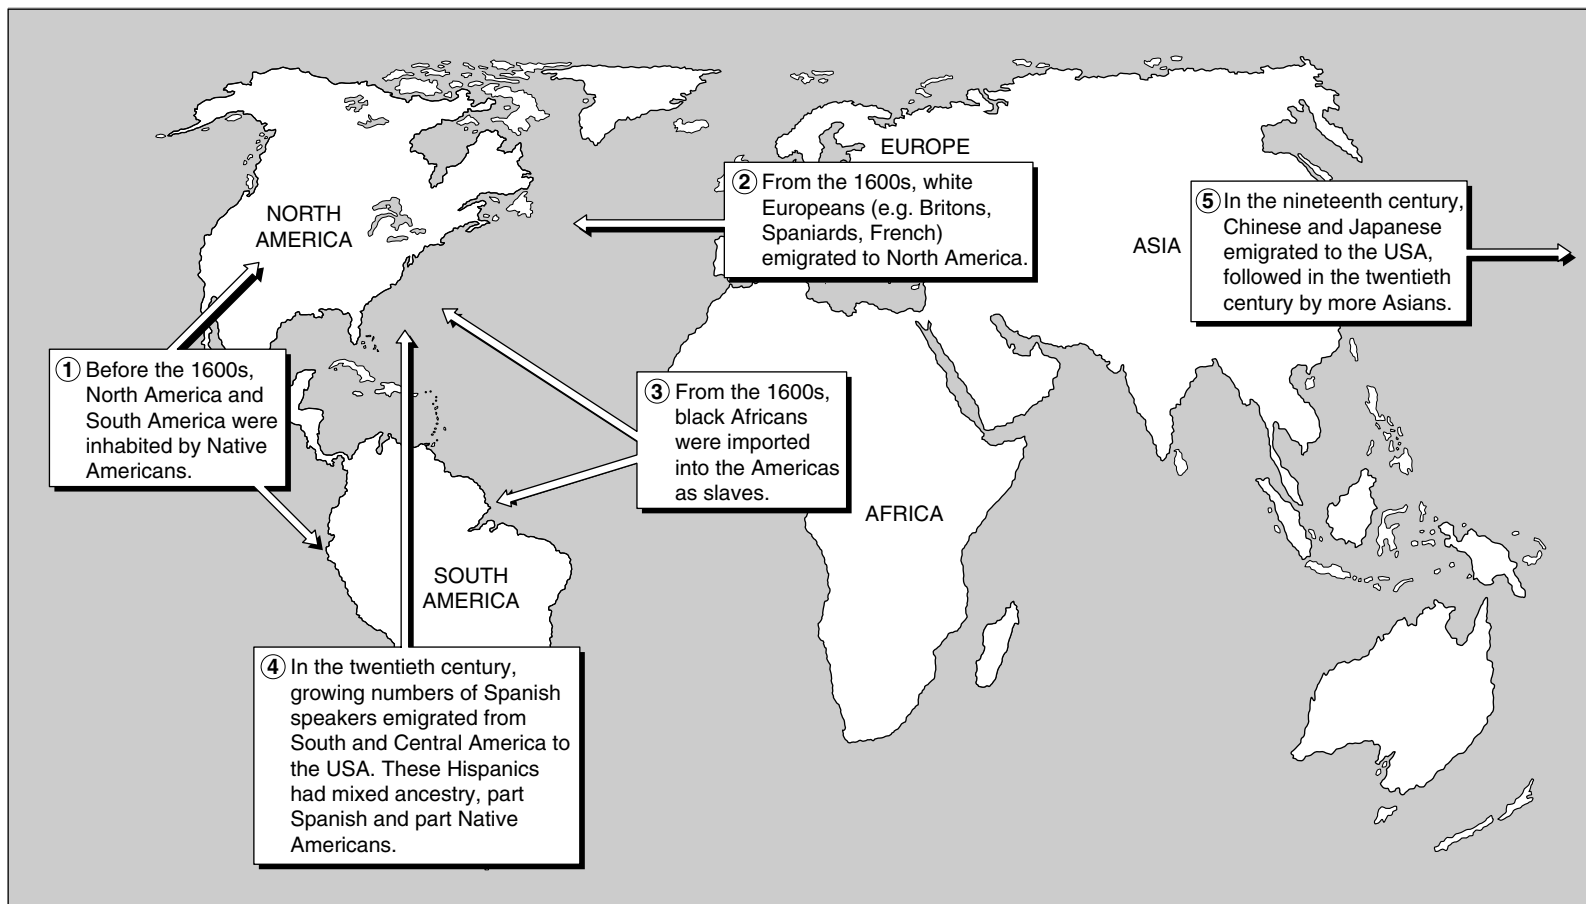 EUROPE
NORTH
AMERICA
ASIA
AFRICA
SOUTH
AMERICA
1 Before the 1600s,
North America and
South America were
inhabited by Native
Americans.
2 From the 1600s, white
Europeans (e.g. Britons,
Spaniards, French)
emigrated to North America.
3 From the 1600s,
black Africans
were imported
into the Americas
as slaves.
4 In the twentieth century,
growing numbers of Spanish
speakers emigrated from
South and Central America to
the USA. These Hispanics
had mixed ancestry, part
Spanish and part Native
Americans.
5 In the nineteenth century,
Chinese and Japanese
emigrated to the USA,
followed in the twentieth
century by more Asians.